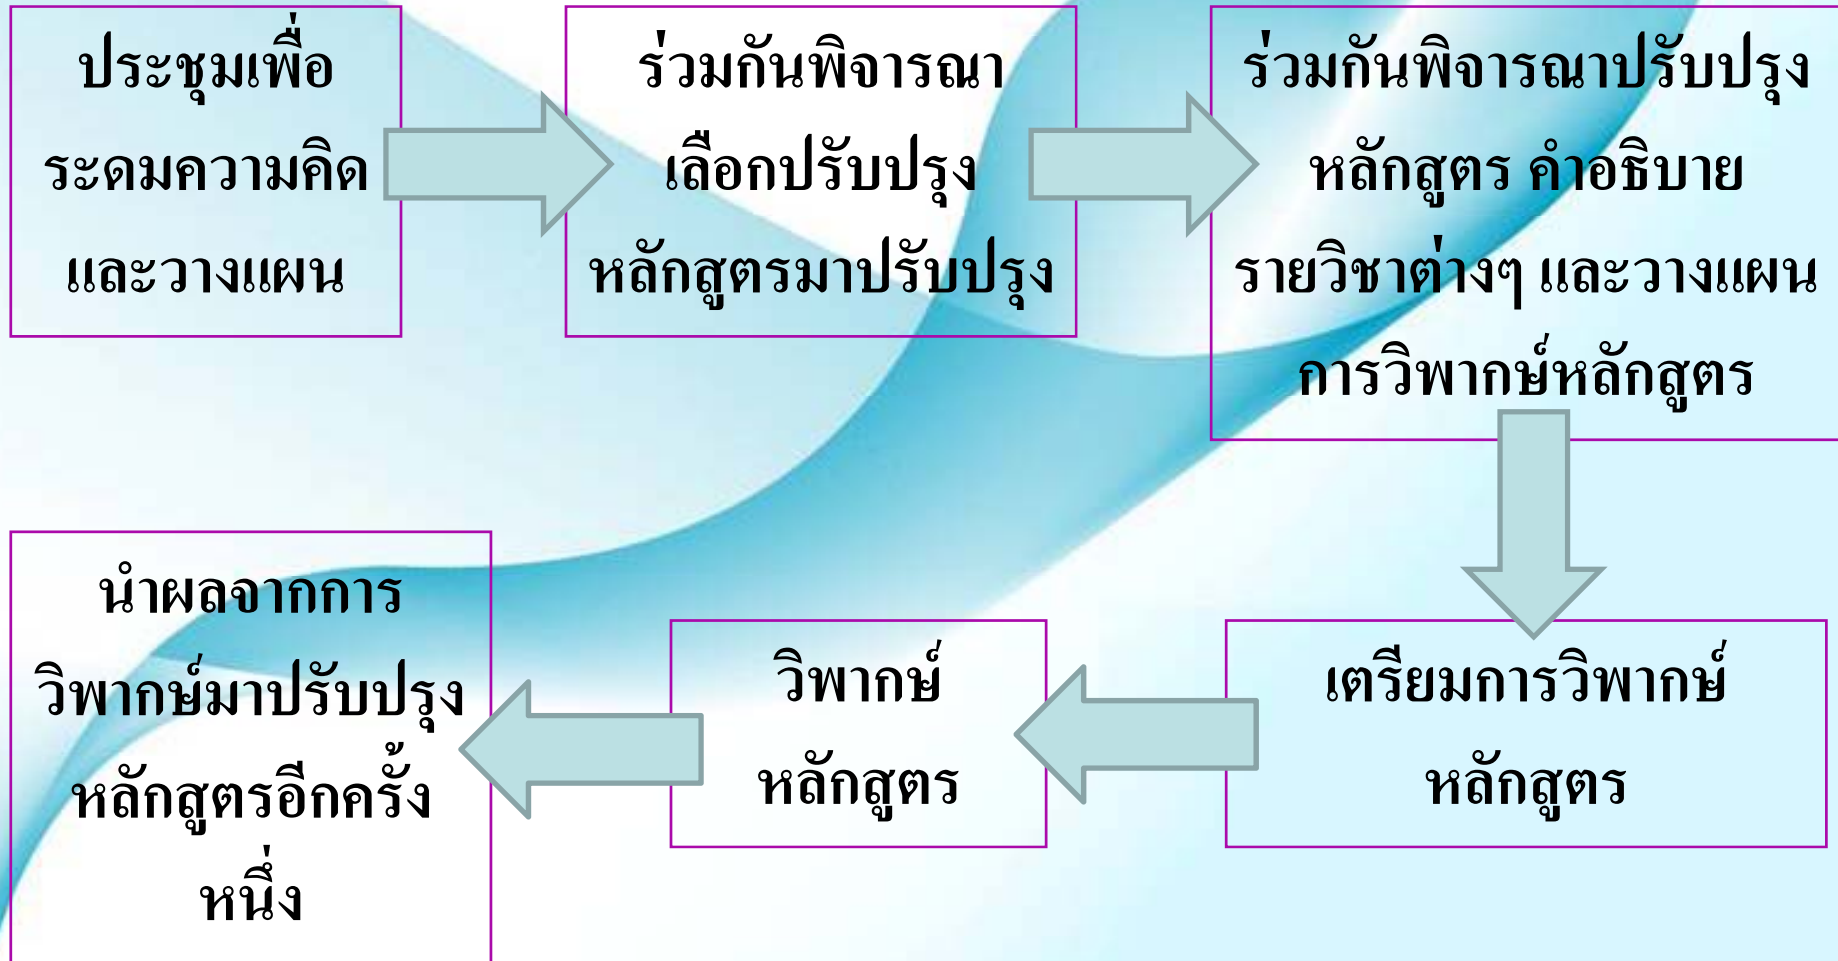 ประชุมเพื่อ
ระดมความคิด
และวางแผน
ร่วมกันพิจารณา
เลือกปรับปรุง
หลักสูตรมาปรับปรุง
ร่วมกันพิจารณาปรับปรุง
หลักสูตร คำอธิบาย
รายวิชาต่างๆ และวางแผน
การวิพากษ์หลักสูตร
เตรียมการวิพากษ์
หลักสูตร
วิพากษ์
หลักสูตร
นำผลจากการ
วิพากษ์มาปรับปรุง
หลักสูตรอีกครั้ง
หนึ่ง